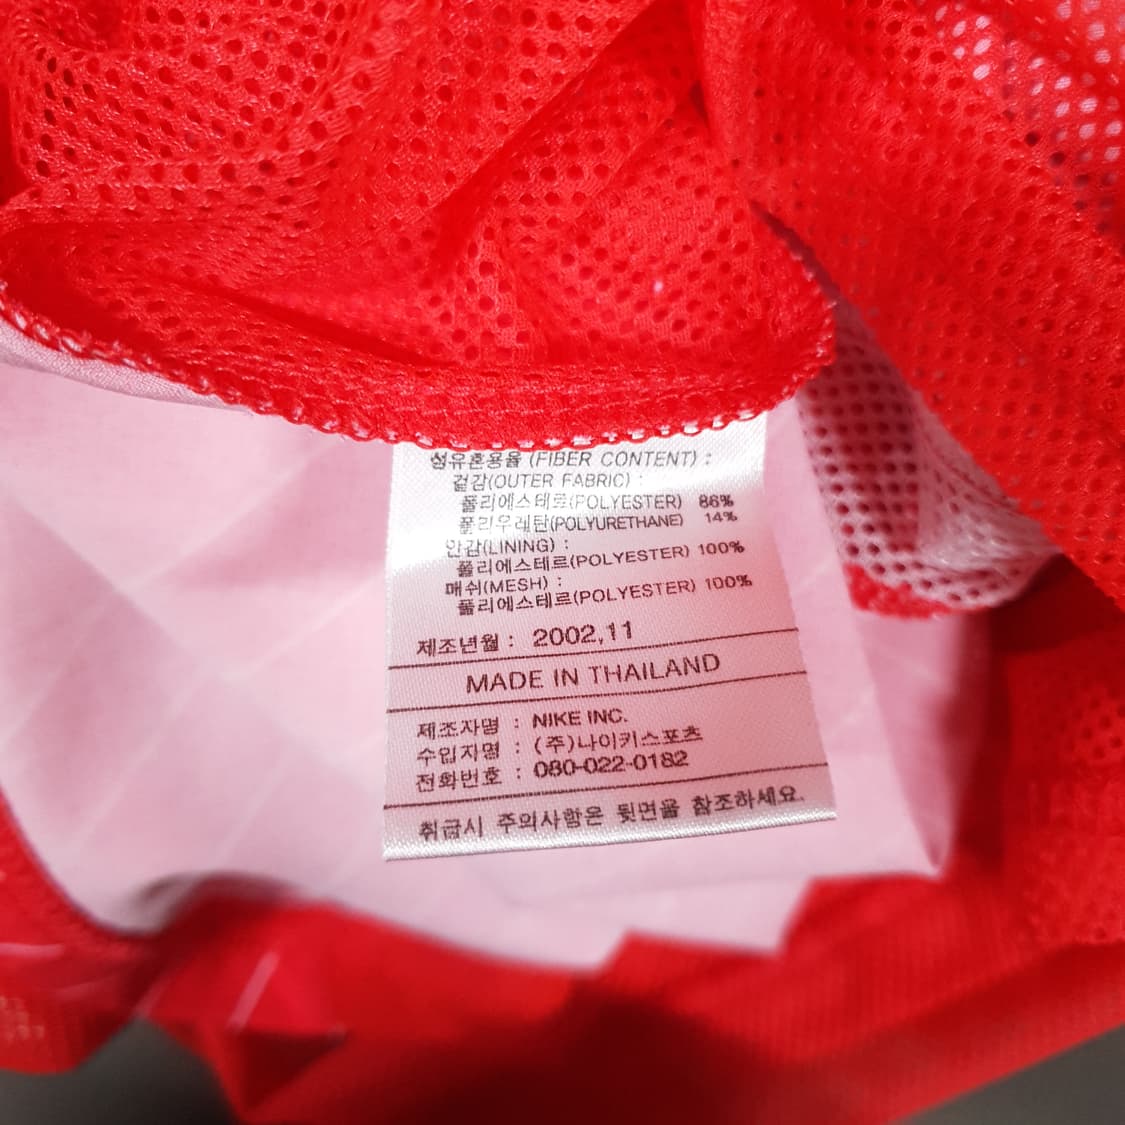 섬유혼용율 (FIBER CONTENT) :
겉감(OUTER FABRIC) :
폴리에스테르(POLYESTER) 86%
폴리우레탄(POLYURETHANE) 14%
안감(LINING) :
폴리에스테르(POLYESTER) 100%
매쉬(MESH) :
폴리에스테르(POLYESTER) 100%
제조년월 : 2002,11
MADE IN THAILAND
제조자명 : NIKE INC.
수입자명 : (주)나이키스포츠
전화번호 : 080-022-0182
취급시 주의사항은 뒷면을 참조하세요.